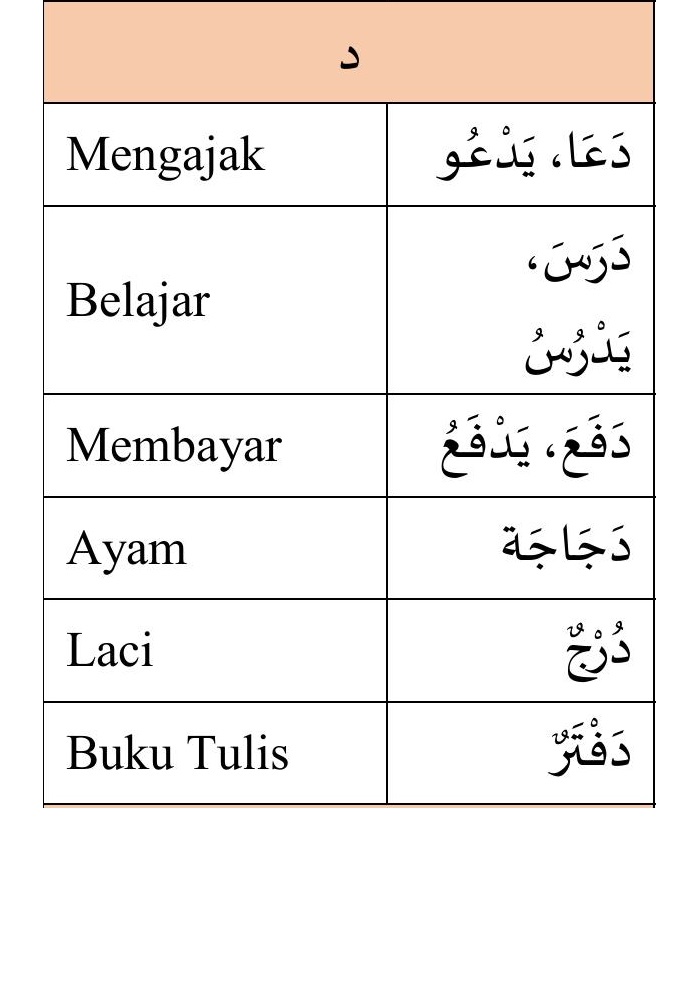 د
Mengajak دَعَا، يَدْعُو
Belajar دَرَسَ،
يَدْرُسُ
Membayar دَفَعَ، يَدْفَعُ
Ayam دَجَاجَة
Laci دُرْجٌ
Buku Tulis دَفْتَرٌ